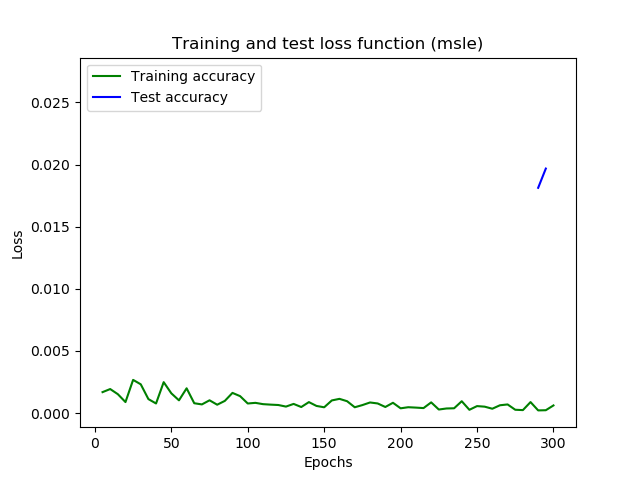 Training and test loss function (msle)
Training accuracy
Test accuracy
0.025
0.020
0.015
0.010
0.005
0.000
Loss
0 50 100 150 200 250 300
Epochs